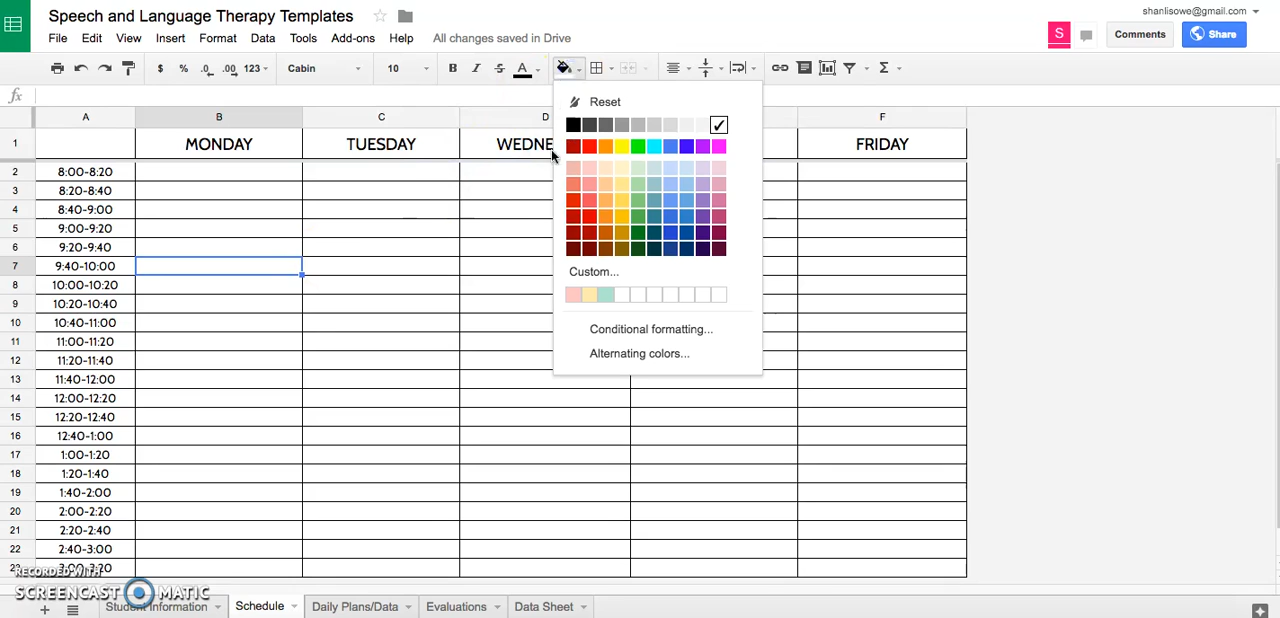 Speech and Language Therapy Templates
shanlisowe@gmail.com
File Edit View Insert Format Data Tools Add-ons Help All changes saved in Drive
S Comments Share
$ % .0 .00 123 Cabin 10 B I S A Σ
fx
Reset
A B C D F
1 MONDAY TUESDAY WEDNE FRIDAY
2 8:00-8:20
3 8:20-8:40
4 8:40-9:00
5 9:00-9:20
6 9:20-9:40
7 9:40-10:00
Custom...
8 10:00-10:20
9 10:20-10:40
10 10:40-11:00
Conditional formatting...
11 11:00-11:20
Alternating colors...
12 11:20-11:40
13 11:40-12:00
14 12:00-12:20
15 12:20-12:40
16 12:40-1:00
17 1:00-1:20
18 1:20-1:40
19 1:40-2:00
20 2:00-2:20
21 2:20-2:40
22 2:40-3:00
23 3:00-3:20
RECORDED WITH
SCREENCAST MATIC
Student Information Schedule Daily Plans/Data Evaluations Data Sheet